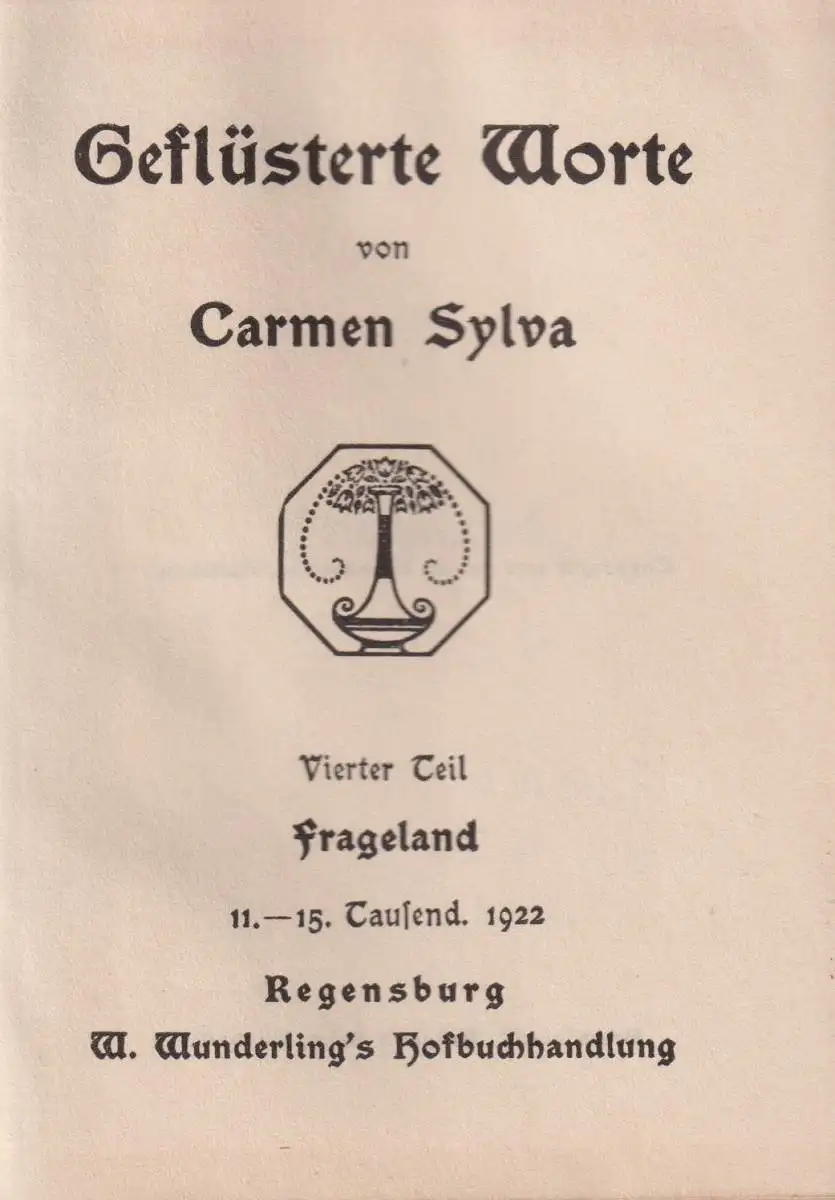 Geflüsterte Worte
von
Carmen Sylva
Vierter Teil
Frageland
11.—15. Tauſend. 1922
Regensburg
W. Wunderling's Hofbuchhandlung